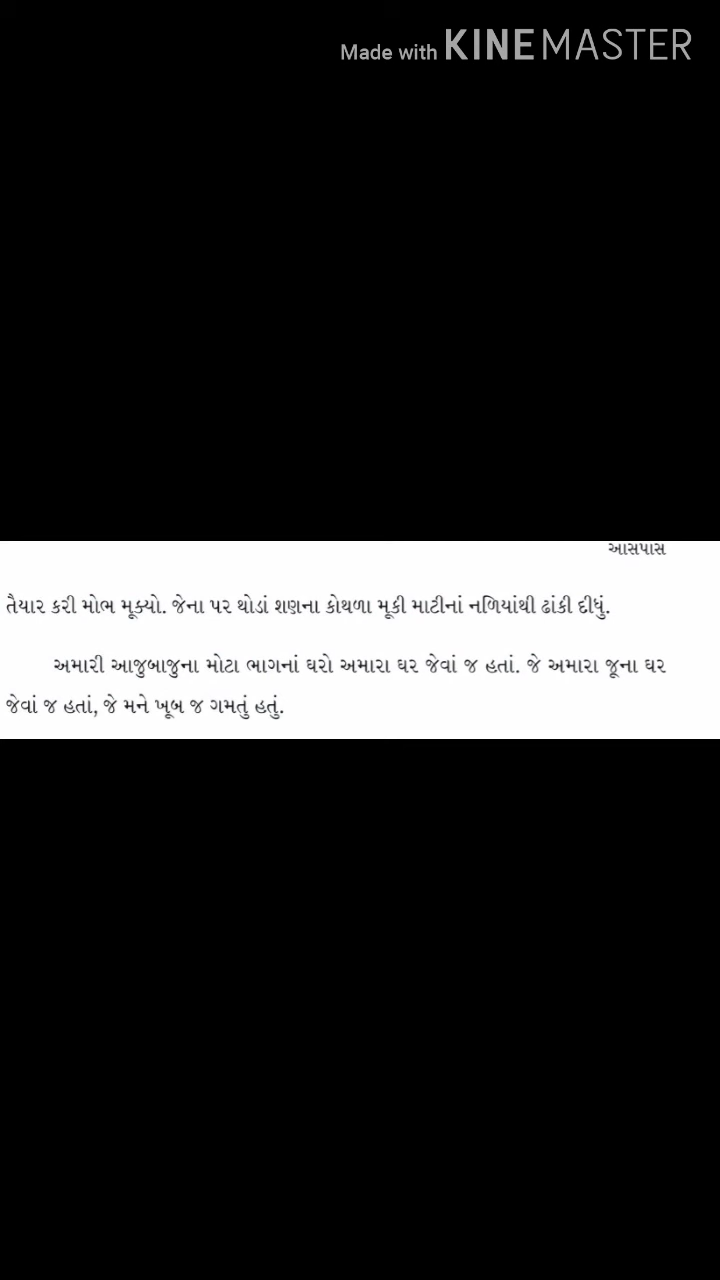 Made with KINEMASTER
આસપાસ
તૈયાર કરી મોભ મૂક્યો. જેના પર થોડાં શણના કોથળા મૂકી માટીનાં નળિયાંથી ઢાંકી દીધું.
અમારી આજુબાજુના મોટા ભાગનાં ઘરો અમારા ઘર જેવાં જ હતાં. જે અમારા જૂના ઘર
જેવાં જ હતાં, જે મને ખૂબ જ ગમતું હતું.